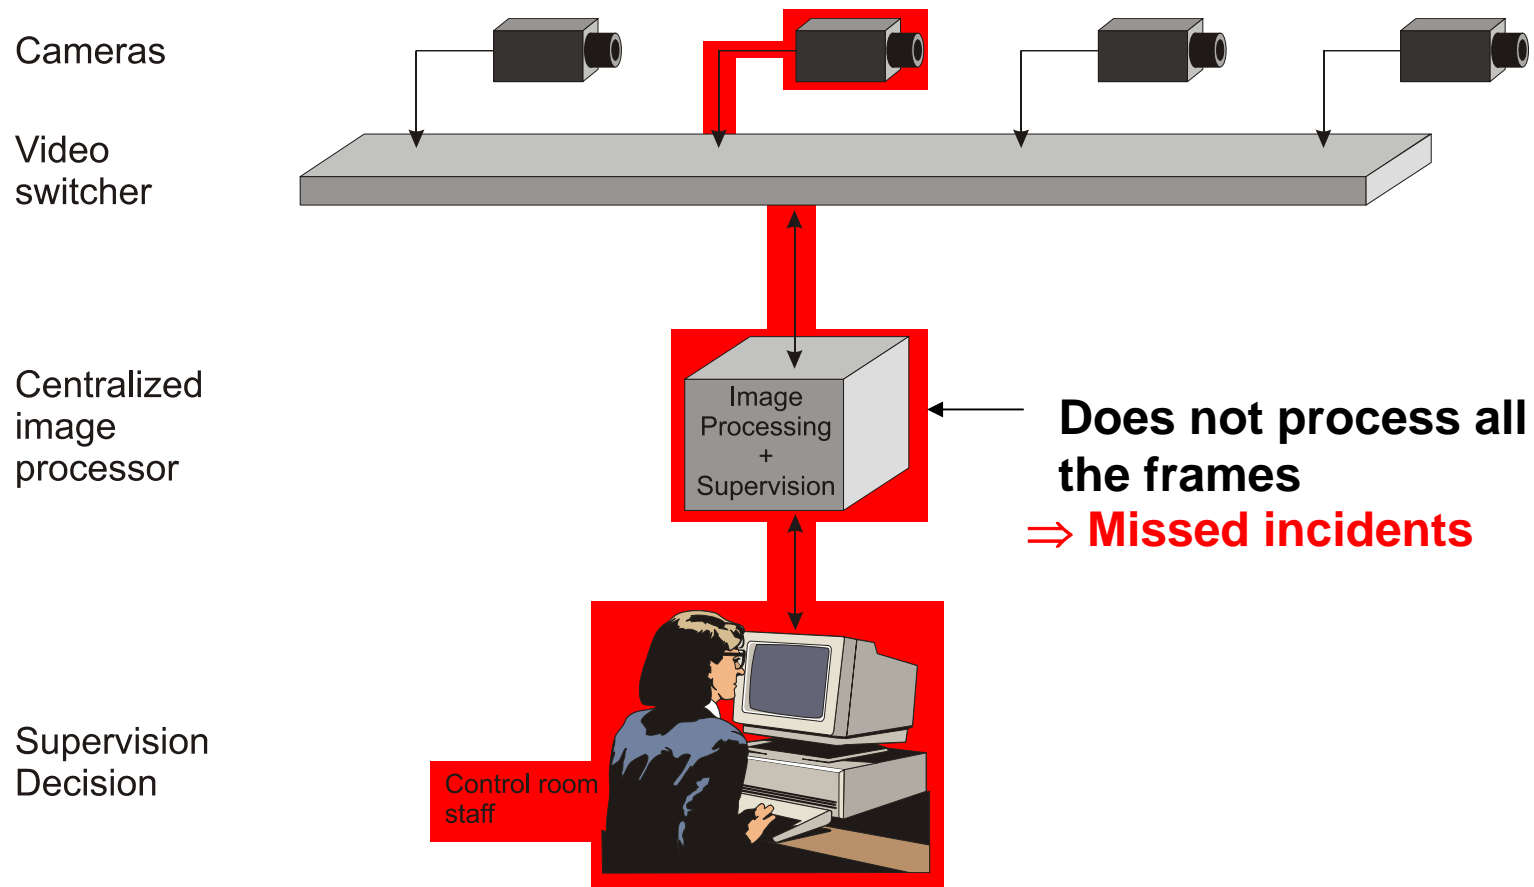 Cameras
Video
switcher
Centralized
image
processor
Image
Processing
+
Supervision
Does not process all
the frames
⇒ Missed incidents
Supervision
Decision
Control room
staff